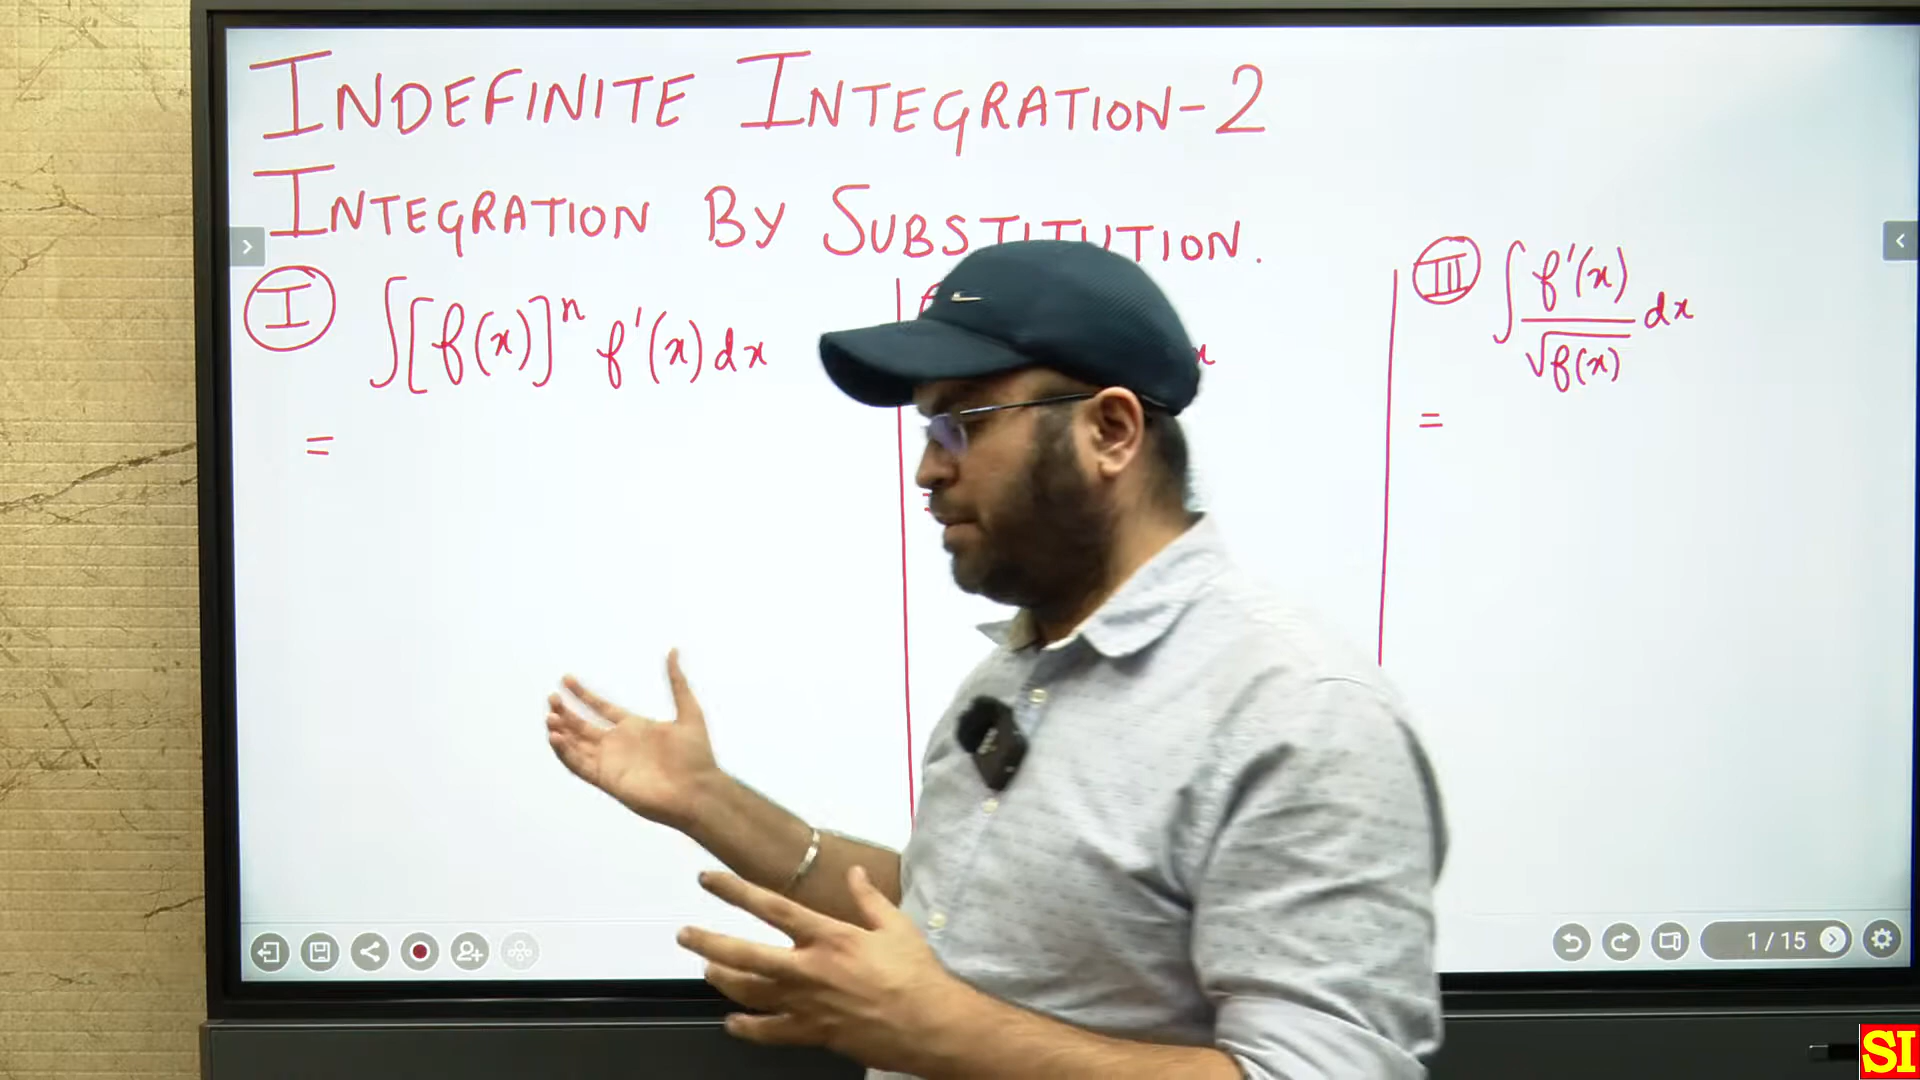 INDEFINITE INTEGRATION-2
INTEGRATION BY SUBSTITUTION.
I ∫[f(x)]ⁿ f'(x) dx
=
III ∫ f'(x)/√f(x) dx
=
1 / 15
SI